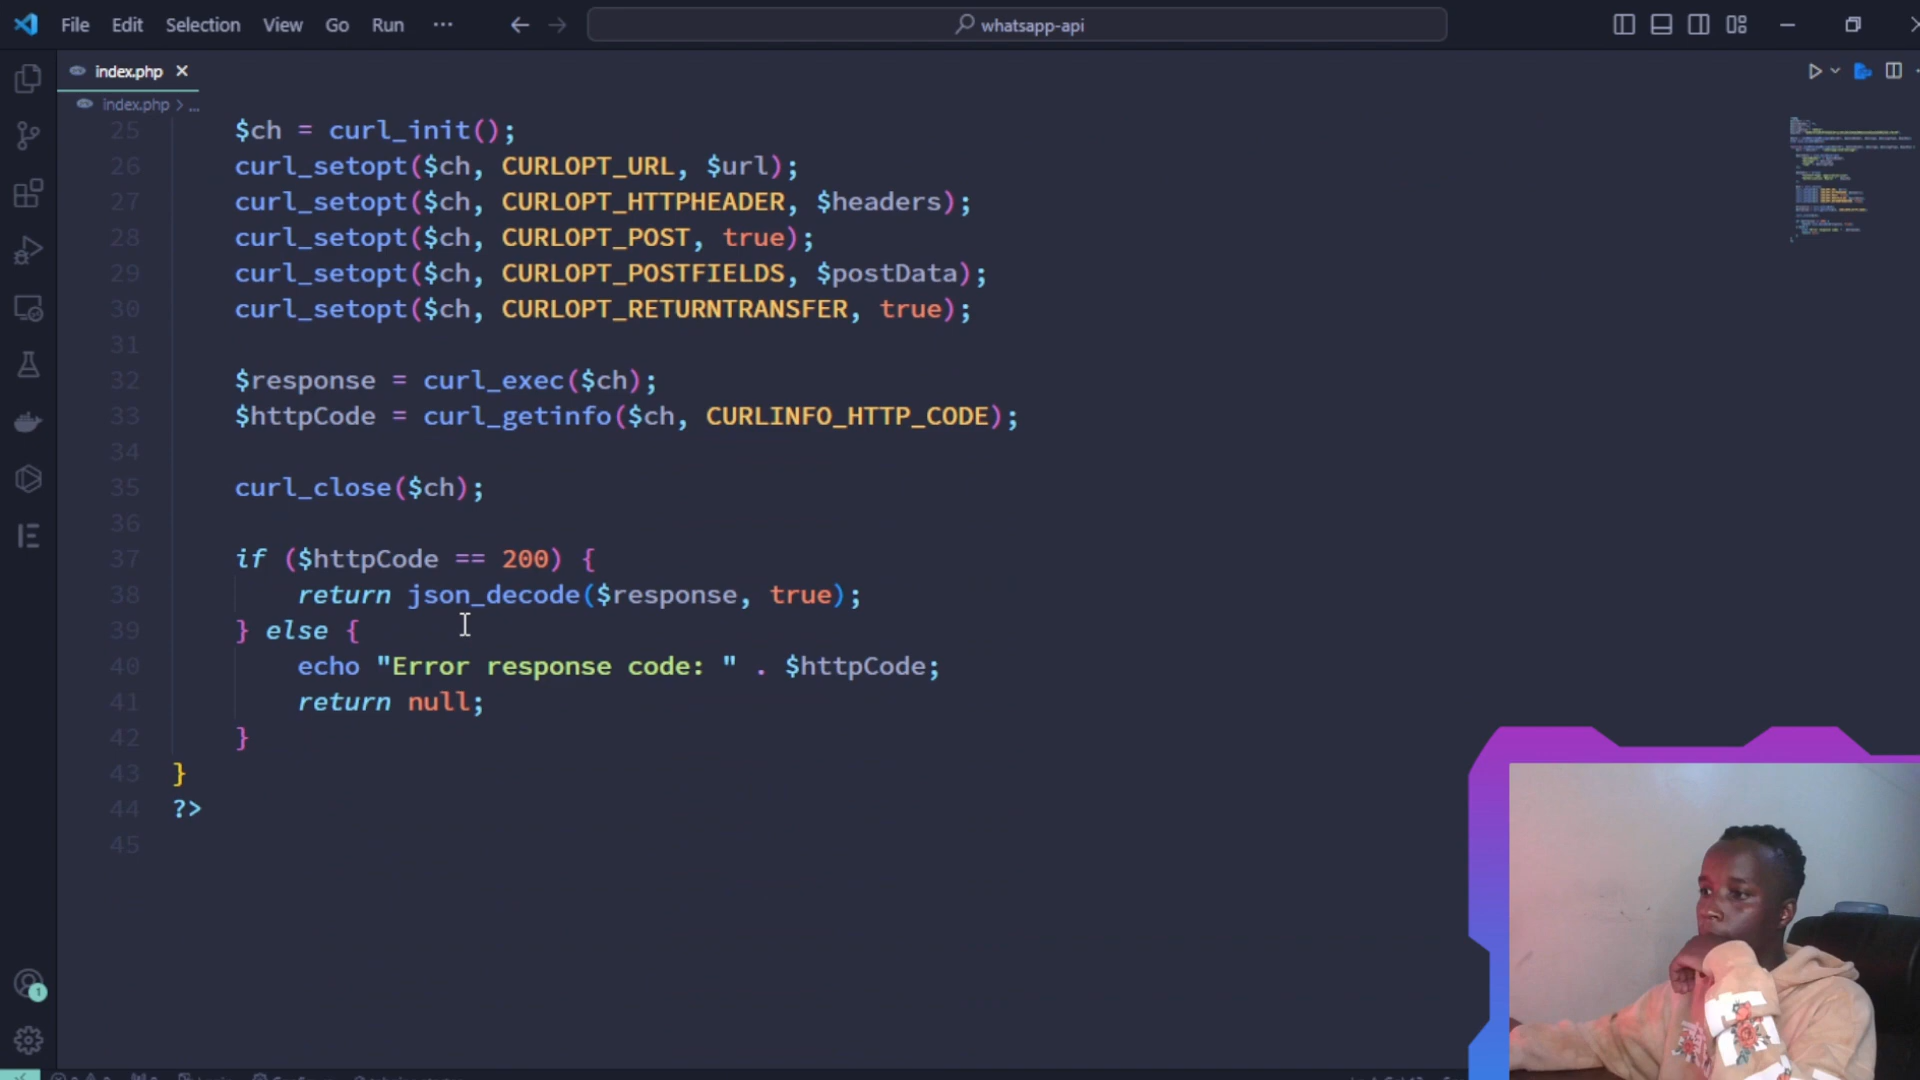 File Edit Selection View Go Run ···
whatsapp-api
index.php
index.php > ...
25 $ch = curl_init();
26 curl_setopt($ch, CURLOPT_URL, $url);
27 curl_setopt($ch, CURLOPT_HTTPHEADER, $headers);
28 curl_setopt($ch, CURLOPT_POST, true);
29 curl_setopt($ch, CURLOPT_POSTFIELDS, $postData);
30 curl_setopt($ch, CURLOPT_RETURNTRANSFER, true);
31
32 $response = curl_exec($ch);
33 $httpCode = curl_getinfo($ch, CURLINFO_HTTP_CODE);
34
35 curl_close($ch);
36
37 if ($httpCode == 200) {
38 return json_decode($response, true);
39 } else {
40 echo "Error response code: " . $httpCode;
41 return null;
42 }
43 }
44 ?>
45
1